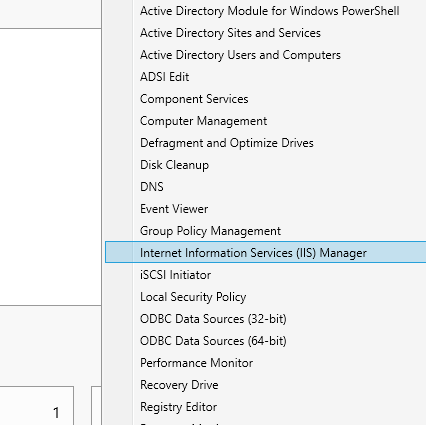 Active Directory Module for Windows PowerShell
Active Directory Sites and Services
Active Directory Users and Computers
ADSI Edit
Component Services
Computer Management
Defragment and Optimize Drives
Disk Cleanup
DNS
Event Viewer
Group Policy Management
Internet Information Services (IIS) Manager
iSCSI Initiator
Local Security Policy
ODBC Data Sources (32-bit)
ODBC Data Sources (64-bit)
Performance Monitor
Recovery Drive
Registry Editor
1